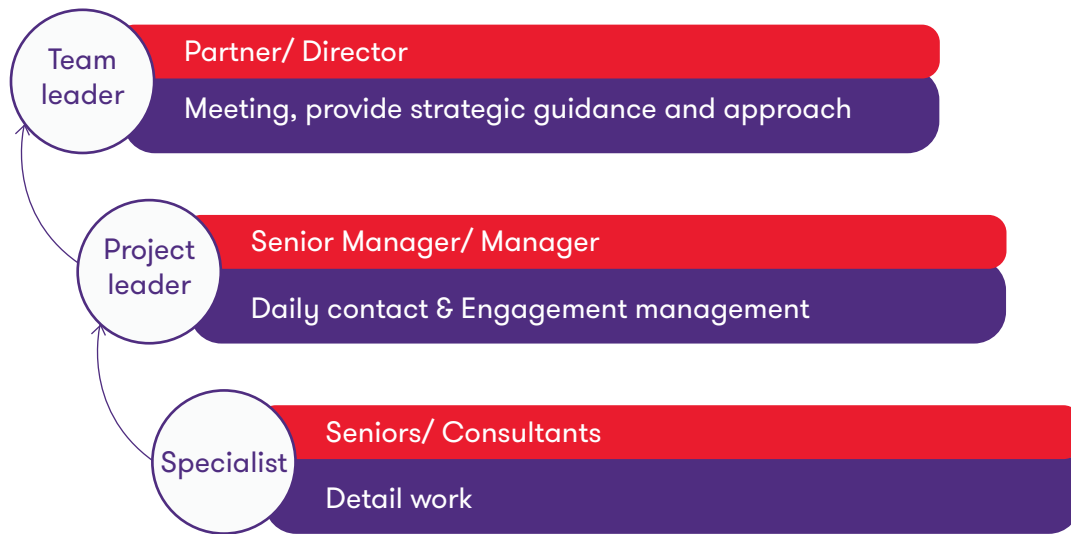 Team
leader
Partner/ Director
Meeting, provide strategic guidance and approach
Project
leader
Senior Manager/ Manager
Daily contact & Engagement management
Specialist
Seniors/ Consultants
Detail work